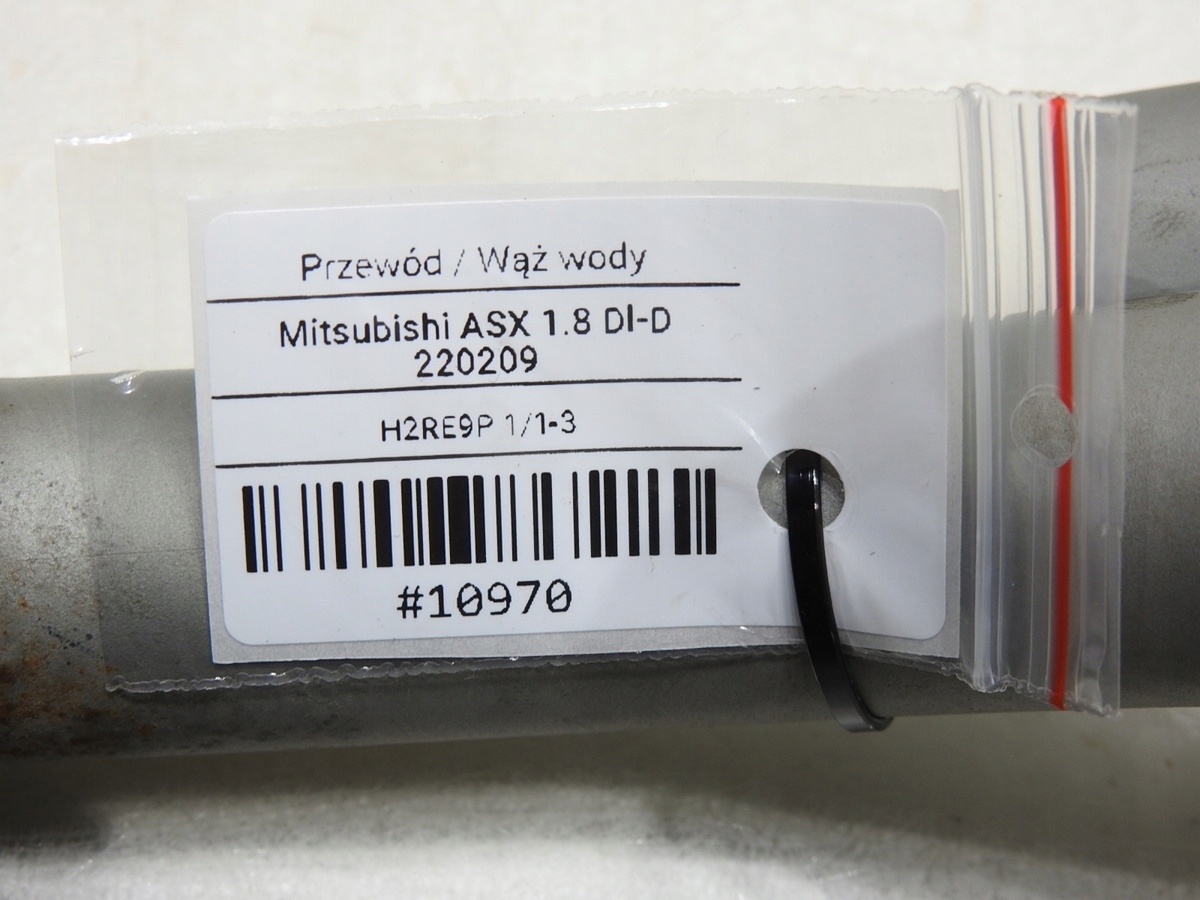 Przewód / Wąż wody
Mitsubishi ASX 1.8 DI-D
220209
H2RE9P 1/1-3
#10970